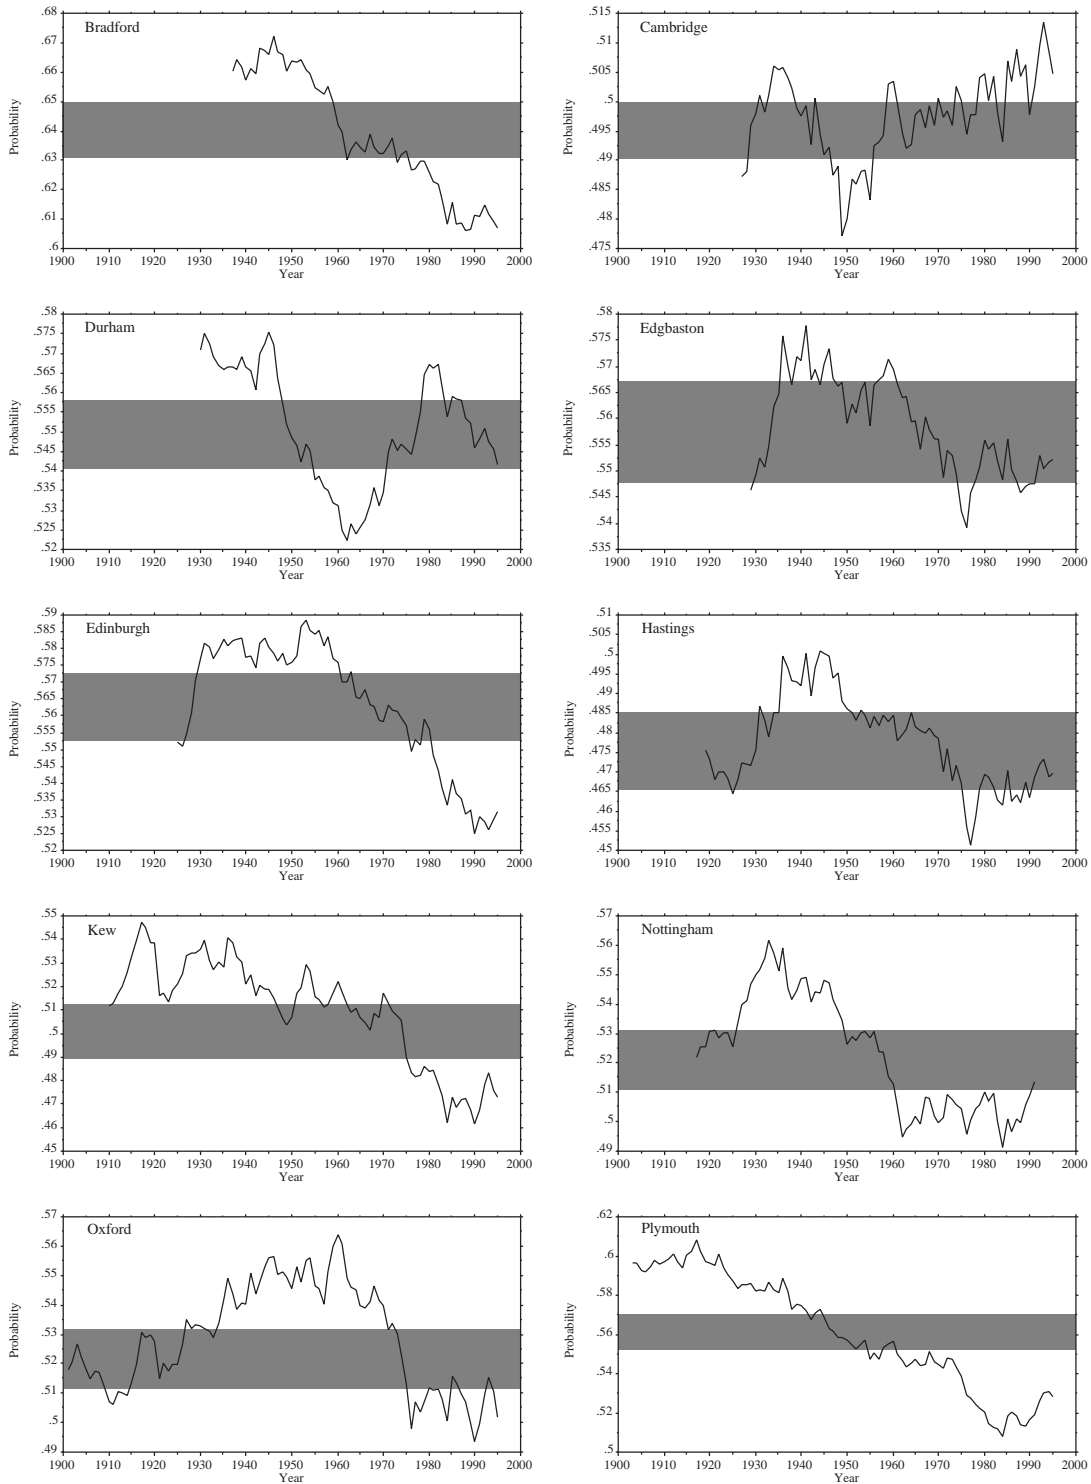 Bradford
Probability
.68
.67
.66
.65
.64
.63
.62
.61
.6
1900 1910 1920 1930 1940 1950 1960 1970 1980 1990 2000
Year
Cambridge
Probability
.515
.51
.505
.5
.495
.49
.485
.48
.475
1900 1910 1920 1930 1940 1950 1960 1970 1980 1990 2000
Year
Durham
Probability
.58
.575
.57
.565
.56
.555
.55
.545
.54
.535
.53
.525
.52
1900 1910 1920 1930 1940 1950 1960 1970 1980 1990 2000
Year
Edgbaston
Probability
.58
.575
.57
.565
.56
.555
.55
.545
.54
.535
1900 1910 1920 1930 1940 1950 1960 1970 1980 1990 2000
Year
Edinburgh
Probability
.59
.585
.58
.575
.57
.565
.56
.555
.55
.545
.54
.535
.53
.525
.52
1900 1910 1920 1930 1940 1950 1960 1970 1980 1990 2000
Year
Hastings
Probability
.51
.505
.5
.495
.49
.485
.48
.475
.47
.465
.46
.455
.45
1900 1910 1920 1930 1940 1950 1960 1970 1980 1990 2000
Year
Kew
Probability
.55
.54
.53
.52
.51
.5
.49
.48
.47
.46
.45
1900 1910 1920 1930 1940 1950 1960 1970 1980 1990 2000
Year
Nottingham
Probability
.57
.56
.55
.54
.53
.52
.51
.5
.49
1900 1910 1920 1930 1940 1950 1960 1970 1980 1990 2000
Year
Oxford
Probability
.57
.56
.55
.54
.53
.52
.51
.5
.49
1900 1910 1920 1930 1940 1950 1960 1970 1980 1990 2000
Year
Plymouth
Probability
.62
.6
.58
.56
.54
.52
.5
1900 1910 1920 1930 1940 1950 1960 1970 1980 1990 2000
Year